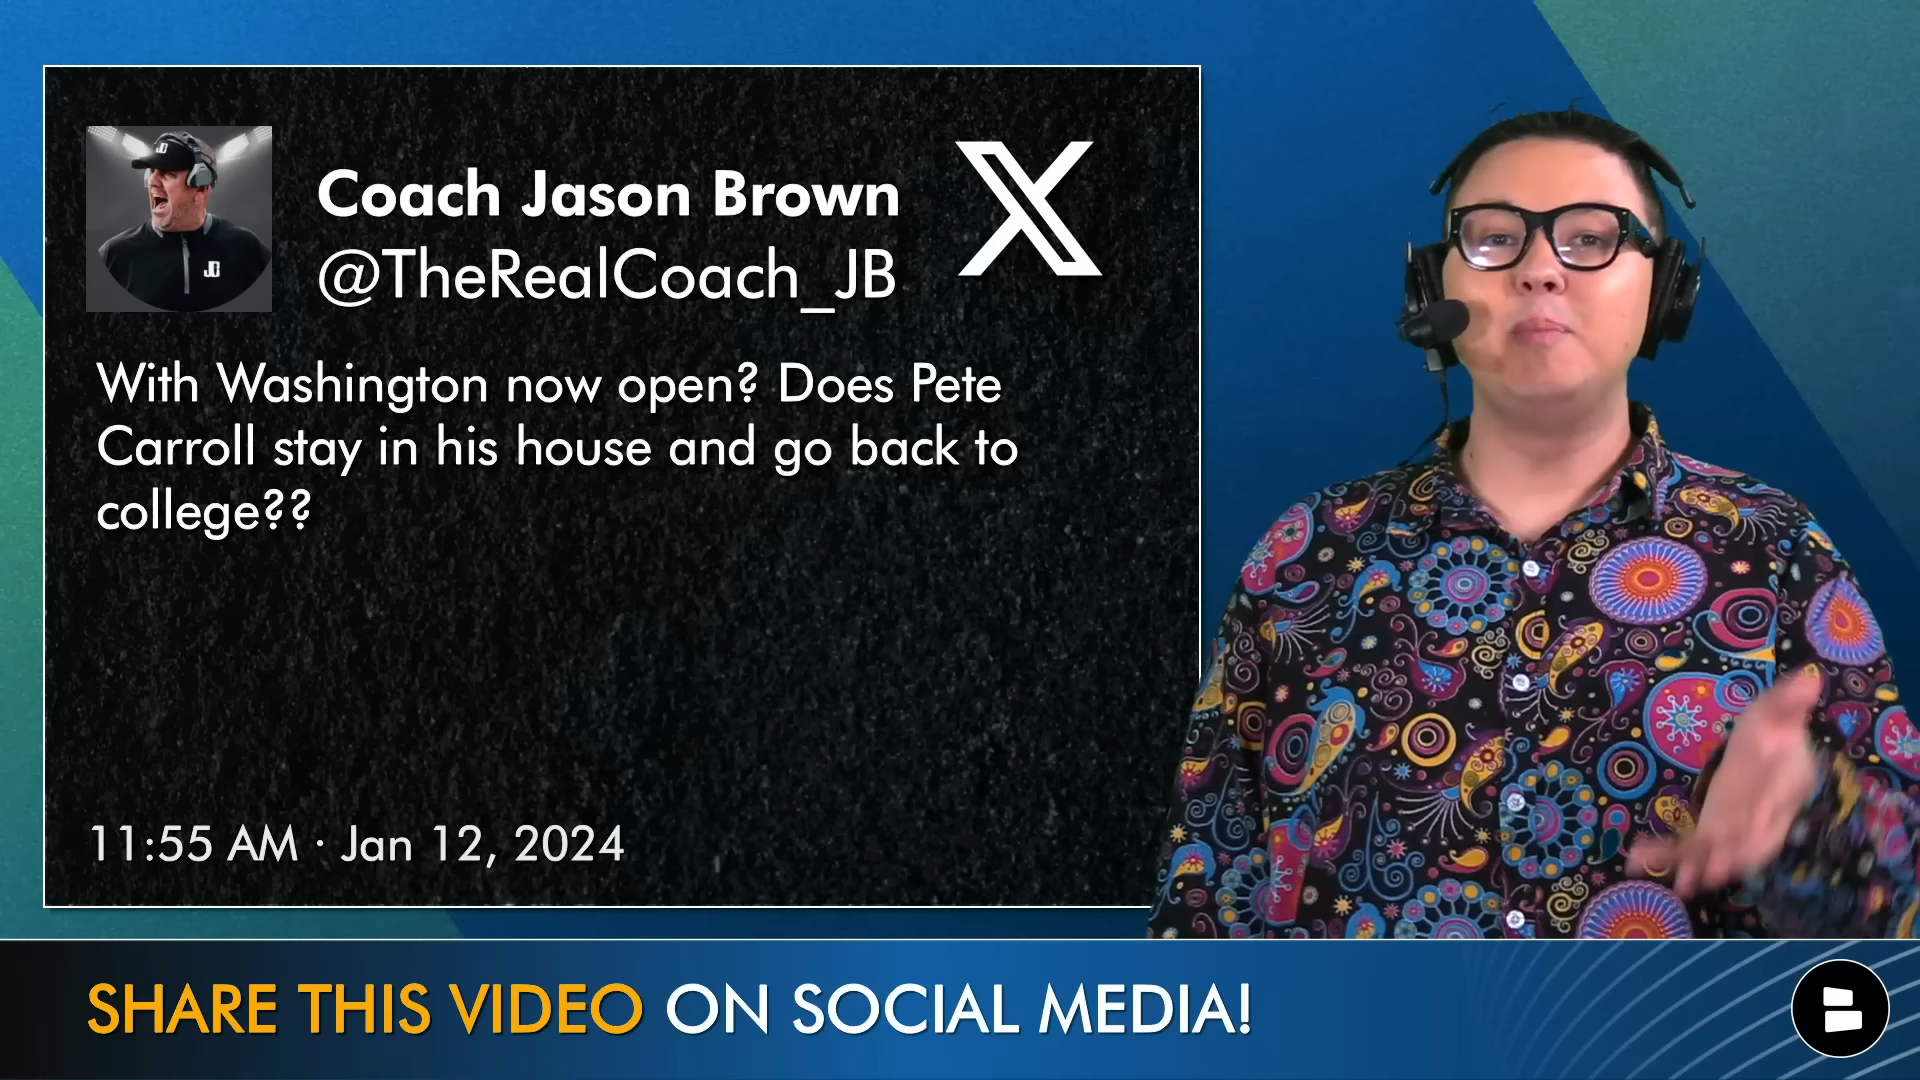 Coach Jason Brown
@TheRealCoach_JB
With Washington now open? Does Pete
Carroll stay in his house and go back to
college??
11:55 AM · Jan 12, 2024
SHARE THIS VIDEO ON SOCIAL MEDIA!